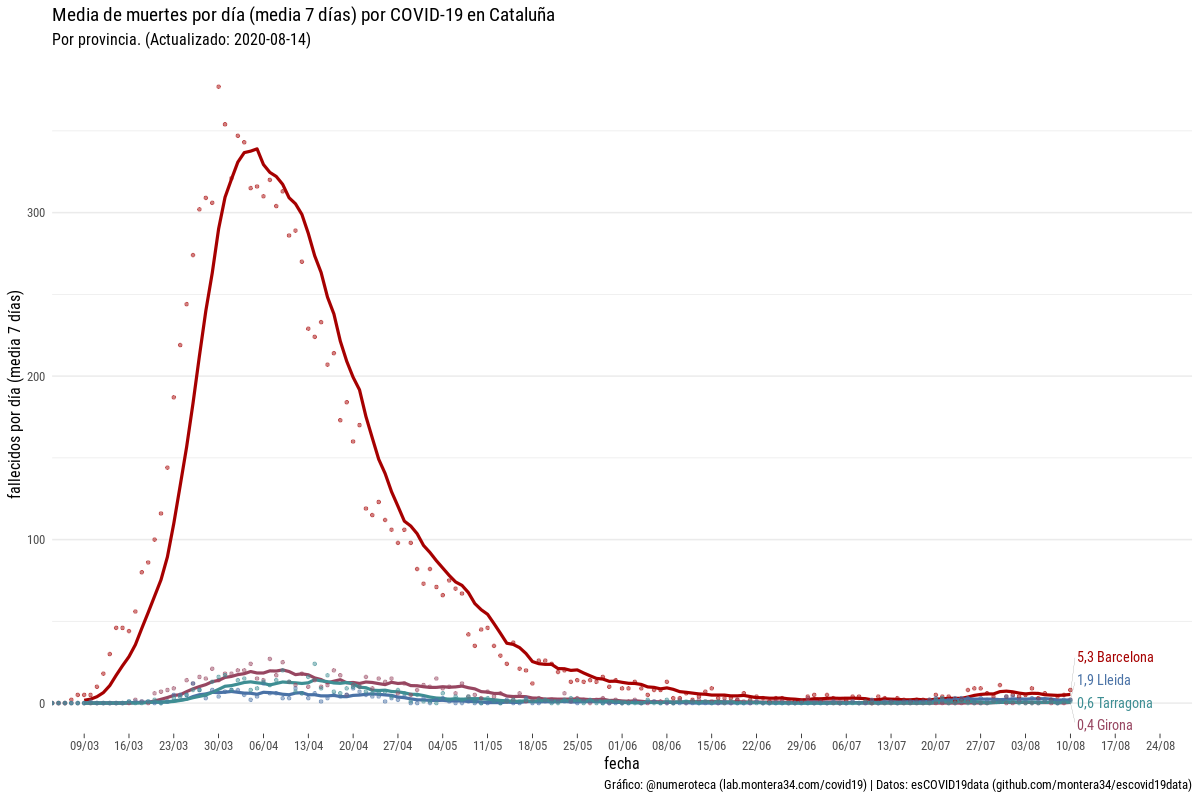 Media de muertes por día (media 7 días) por COVID-19 en Cataluña
Por provincia. (Actualizado: 2020-08-14)
fallecidos por día (media 7 días)
300
200
100
0
5,3 Barcelona
1,9 Lleida
0,6 Tarragona
0,4 Girona
09/03 16/03 23/03 30/03 06/04 13/04 20/04 27/04 04/05 11/05 18/05 25/05 01/06 08/06 15/06 22/06 29/06 06/07 13/07 20/07 27/07 03/08 10/08 17/08 24/08
fecha
Gráfico: @numeroteca (lab.montera34.com/covid19) | Datos: esCOVID19data (github.com/montera34/escovid19data)